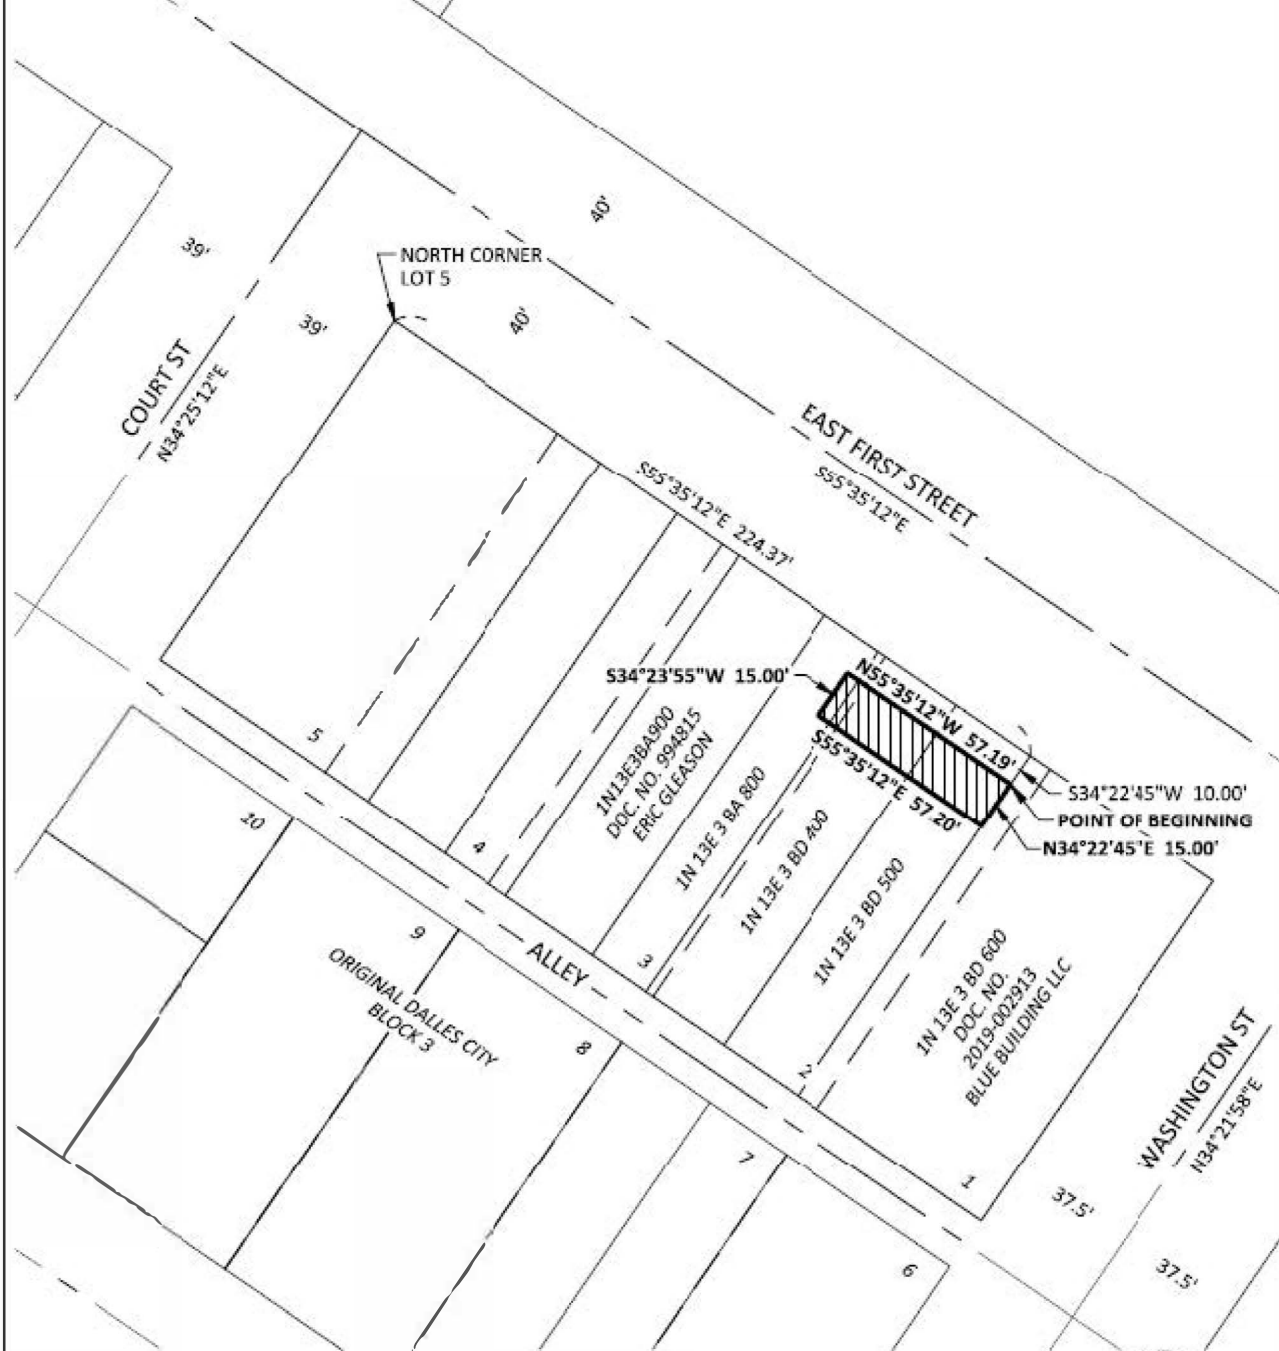 40'
39'
NORTH CORNER
LOT 5
39'
40'
COURT ST
N34°25'12"E
EAST FIRST STREET
S55°35'12"E
S55°35'12"E 224.37'
S34°23'55"W 15.00'
N55°35'12"W 57.19'
S55°35'12"E 57.20'
S34°22'45"W 10.00'
POINT OF BEGINNING
N34°22'45"E 15.00'
1N13E3BA900
DOC. NO. 994815
ERIC GLEASON
1N 13E 3 BA 800
1N 13E 3 BD 400
1N 13E 3 BD 500
1N 13E 3 BD 600
DOC. NO.
2019-002913
BLUE BUILDING LLC
5
4
3
2
1
ALLEY
10
9
8
7
6
ORIGINAL DALLES CITY
BLOCK 3
WASHINGTON ST
N34°21'58"E
37.5'
37.5'